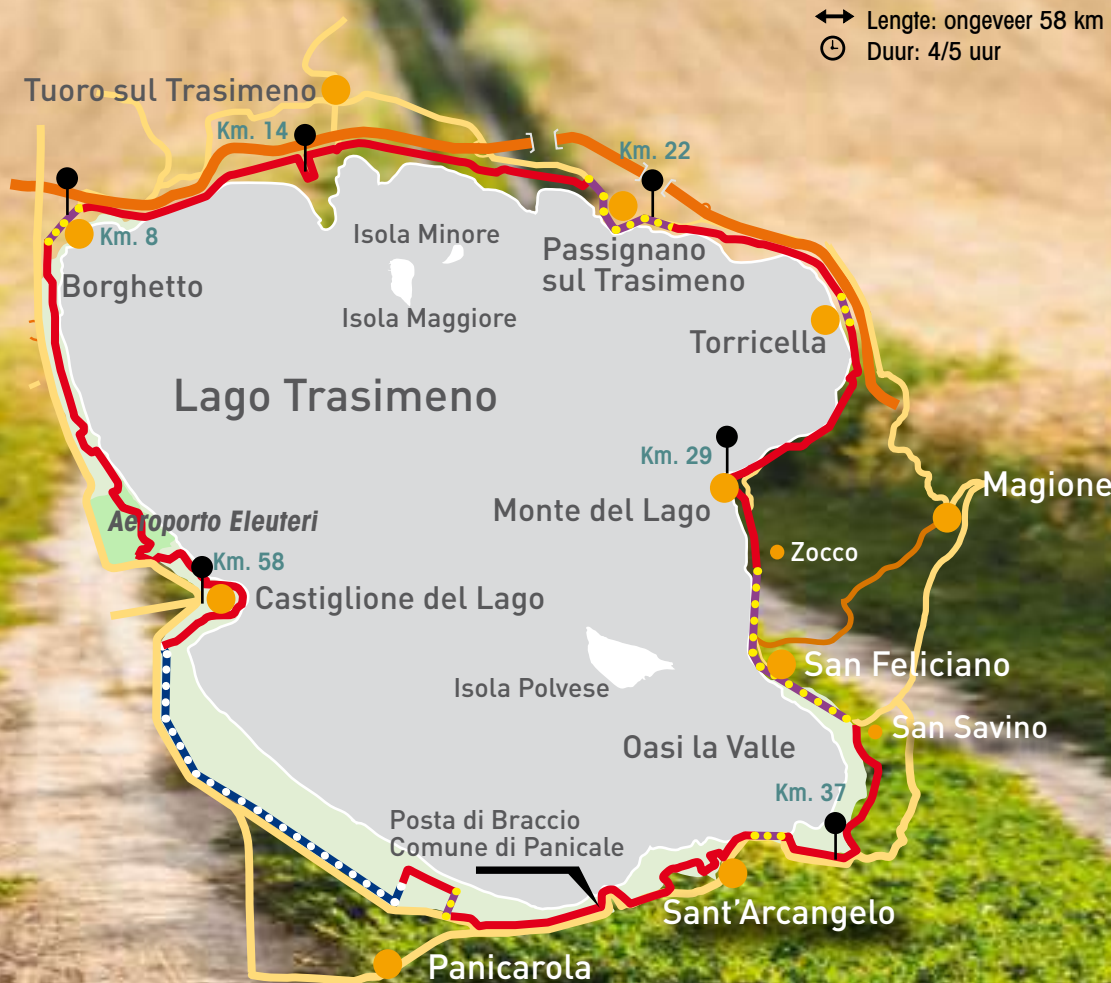 Lengte: ongeveer 58 km
Duur: 4/5 uur
Tuoro sul Trasimeno
Km. 14
Km. 22
Km. 8
Isola Minore
Passignano
sul Trasimeno
Borghetto
Isola Maggiore
Torricella
Lago Trasimeno
Km. 29
Magione
Monte del Lago
Aeroporto Eleuteri
Zocco
Km. 58
Castiglione del Lago
San Feliciano
Isola Polvese
San Savino
Oasi la Valle
Km. 37
Posta di Braccio
Comune di Panicale
Sant'Arcangelo
Panicarola